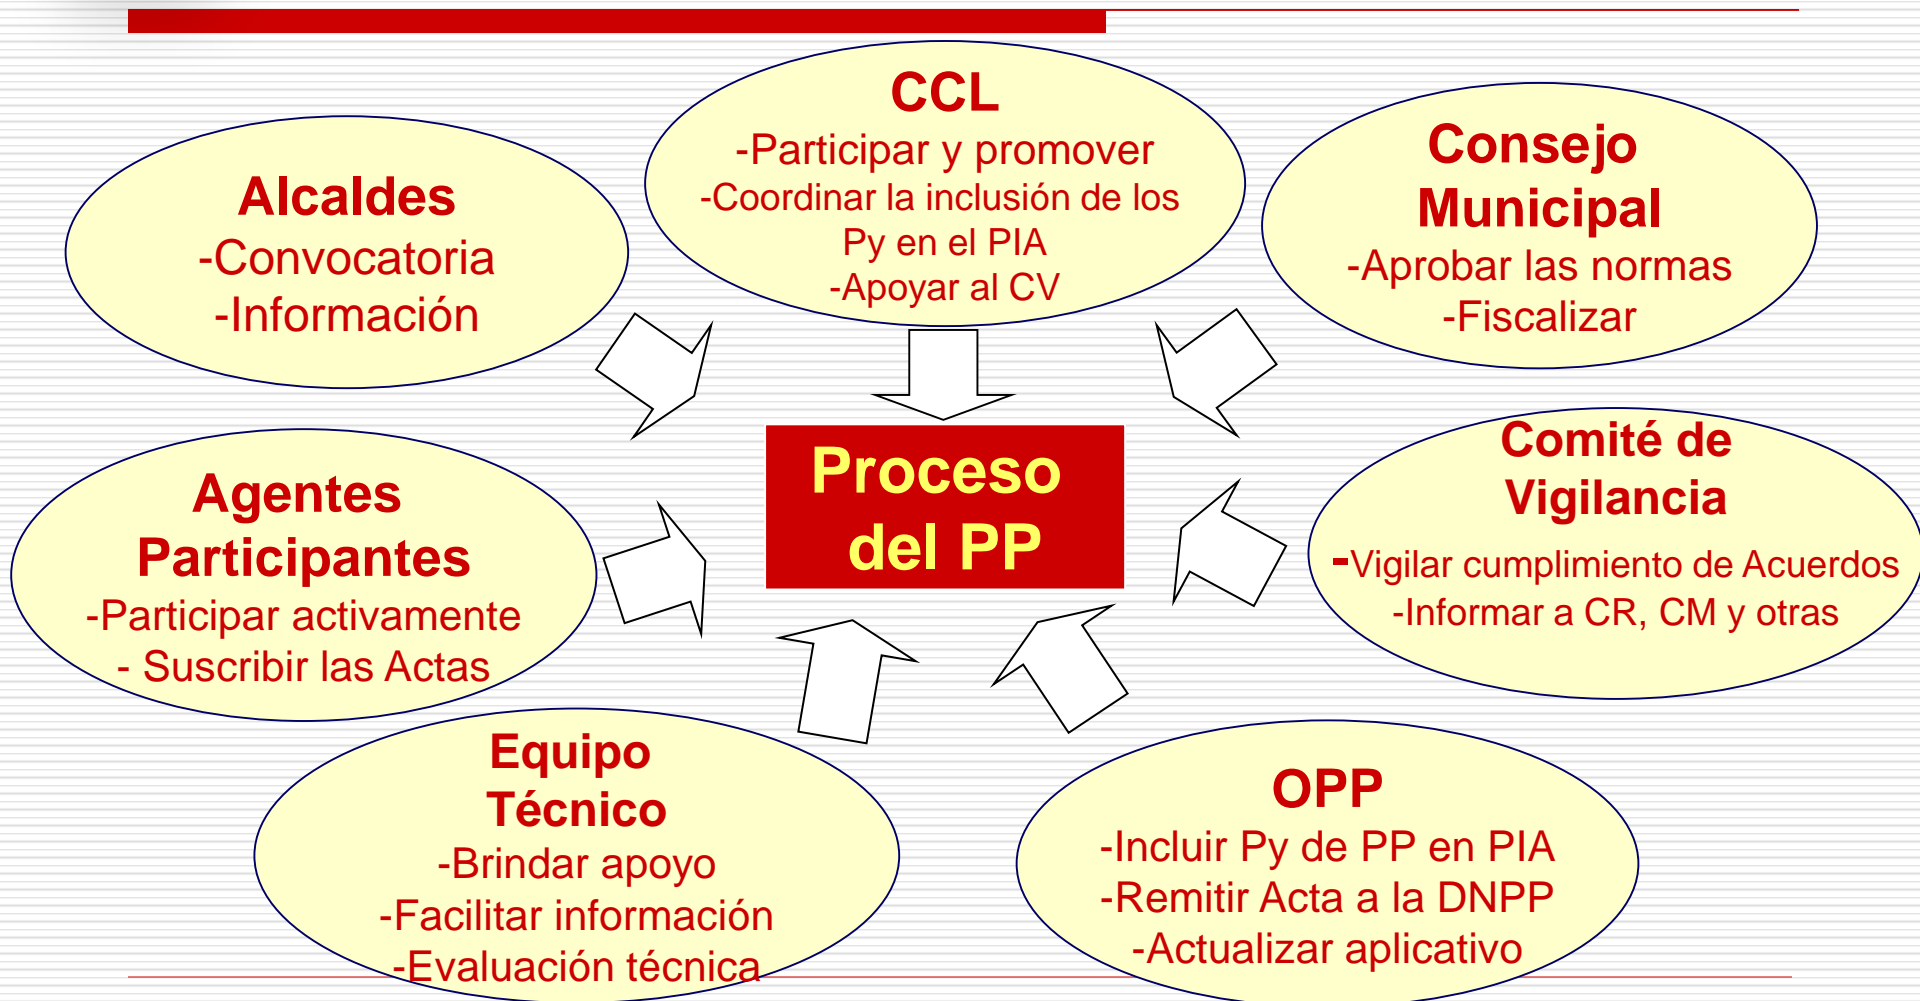 CCL
-Participar y promover
-Coordinar la inclusión de los
Py en el PIA
-Apoyar al CV
Alcaldes
-Convocatoria
-Información
Consejo
Municipal
-Aprobar las normas
-Fiscalizar
Proceso
del PP
Agentes
Participantes
-Participar activamente
- Suscribir las Actas
Comité de
Vigilancia
-Vigilar cumplimiento de Acuerdos
-Informar a CR, CM y otras
Equipo
Técnico
-Brindar apoyo
-Facilitar información
-Evaluación técnica
OPP
-Incluir Py de PP en PIA
-Remitir Acta a la DNPP
-Actualizar aplicativo